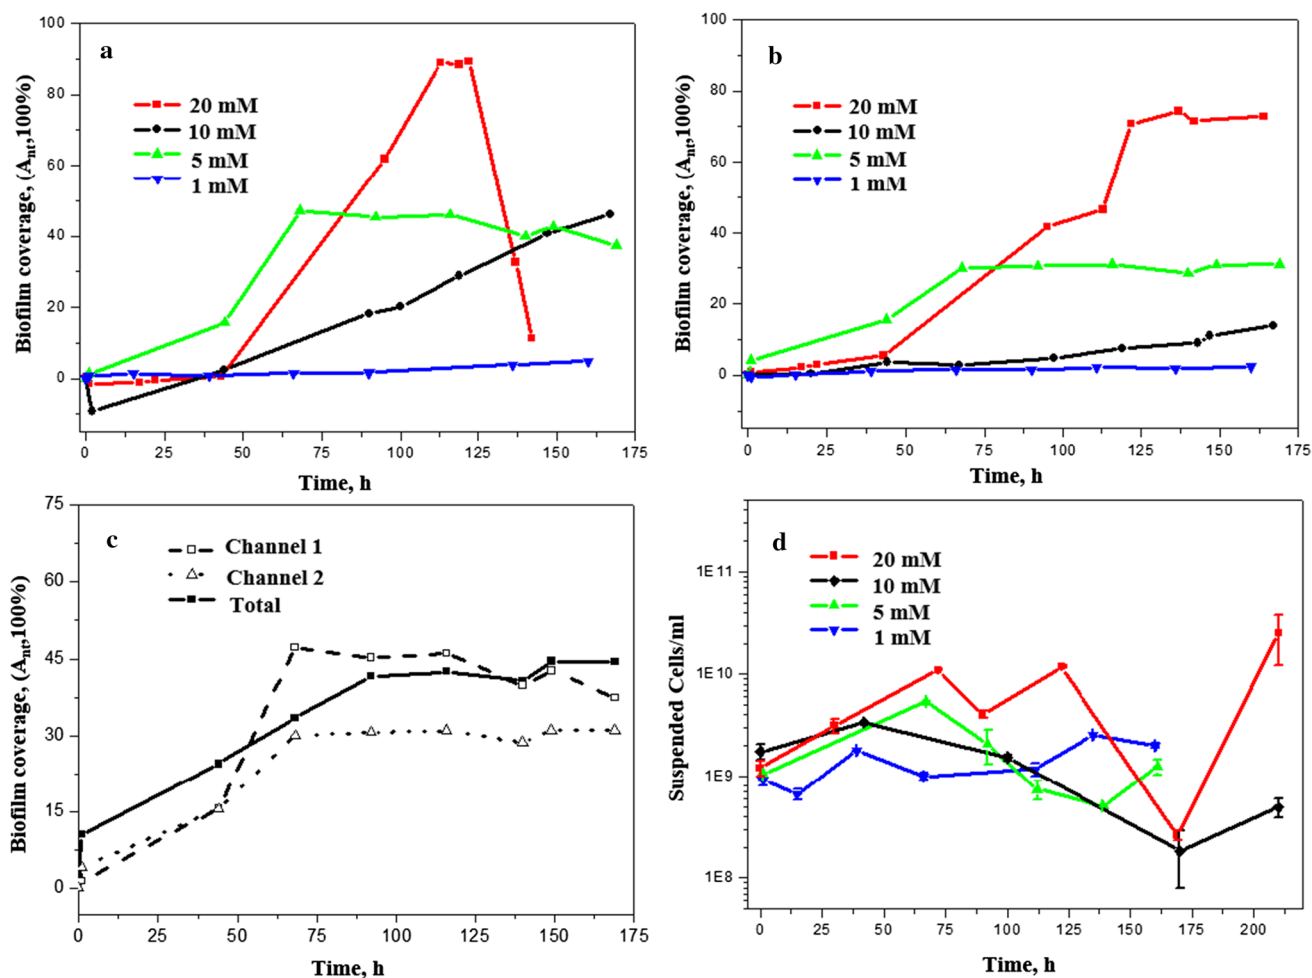 a
Biofilm coverage, (Ant,100%)
100
80
60
40
20
0
20 mM
10 mM
5 mM
1 mM
0 25 50 75 100 125 150 175
Time, h
b
Biofilm coverage, (Ant,100%)
100
80
60
40
20
0
20 mM
10 mM
5 mM
1 mM
0 25 50 75 100 125 150 175
Time, h
c
Biofilm coverage, (Ant,100%)
75
60
45
30
15
0
Channel 1
Channel 2
Total
0 25 50 75 100 125 150 175
Time, h
d
Suspended Cells/ml
1E11
1E10
1E9
1E8
20 mM
10 mM
5 mM
1 mM
0 25 50 75 100 125 150 175 200
Time, h